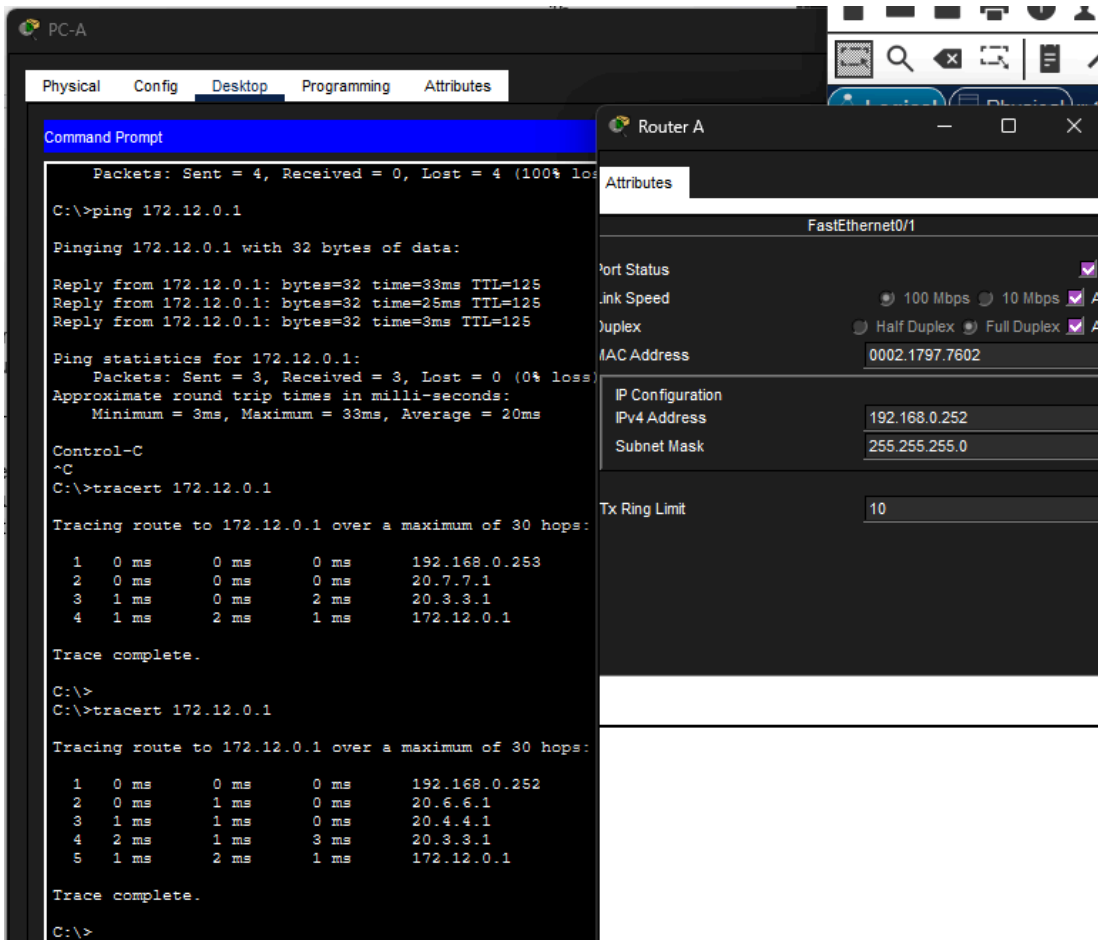 PC-A
Physical Config Desktop Programming Attributes
Command Prompt
Packets: Sent = 4, Received = 0, Lost = 4 (100% los
C:\>ping 172.12.0.1
Pinging 172.12.0.1 with 32 bytes of data:
Reply from 172.12.0.1: bytes=32 time=33ms TTL=125
Reply from 172.12.0.1: bytes=32 time=25ms TTL=125
Reply from 172.12.0.1: bytes=32 time=3ms TTL=125
Ping statistics for 172.12.0.1:
Packets: Sent = 3, Received = 3, Lost = 0 (0% loss)
Approximate round trip times in milli-seconds:
Minimum = 3ms, Maximum = 33ms, Average = 20ms
Control-C
^C
C:\>tracert 172.12.0.1
Tracing route to 172.12.0.1 over a maximum of 30 hops:
1 0 ms 0 ms 0 ms 192.168.0.253
2 0 ms 0 ms 0 ms 20.7.7.1
3 1 ms 0 ms 2 ms 20.3.3.1
4 1 ms 2 ms 1 ms 172.12.0.1
Trace complete.
C:\>
C:\>tracert 172.12.0.1
Tracing route to 172.12.0.1 over a maximum of 30 hops:
1 0 ms 0 ms 0 ms 192.168.0.252
2 0 ms 1 ms 0 ms 20.6.6.1
3 1 ms 1 ms 0 ms 20.4.4.1
4 2 ms 1 ms 3 ms 20.3.3.1
5 1 ms 2 ms 1 ms 172.12.0.1
Trace complete.
C:\>
Router A
Attributes
FastEthernet0/1
Port Status
Link Speed 100 Mbps 10 Mbps A
Duplex Half Duplex Full Duplex A
MAC Address 0002.1797.7602
IP Configuration
IPv4 Address 192.168.0.252
Subnet Mask 255.255.255.0
Tx Ring Limit 10